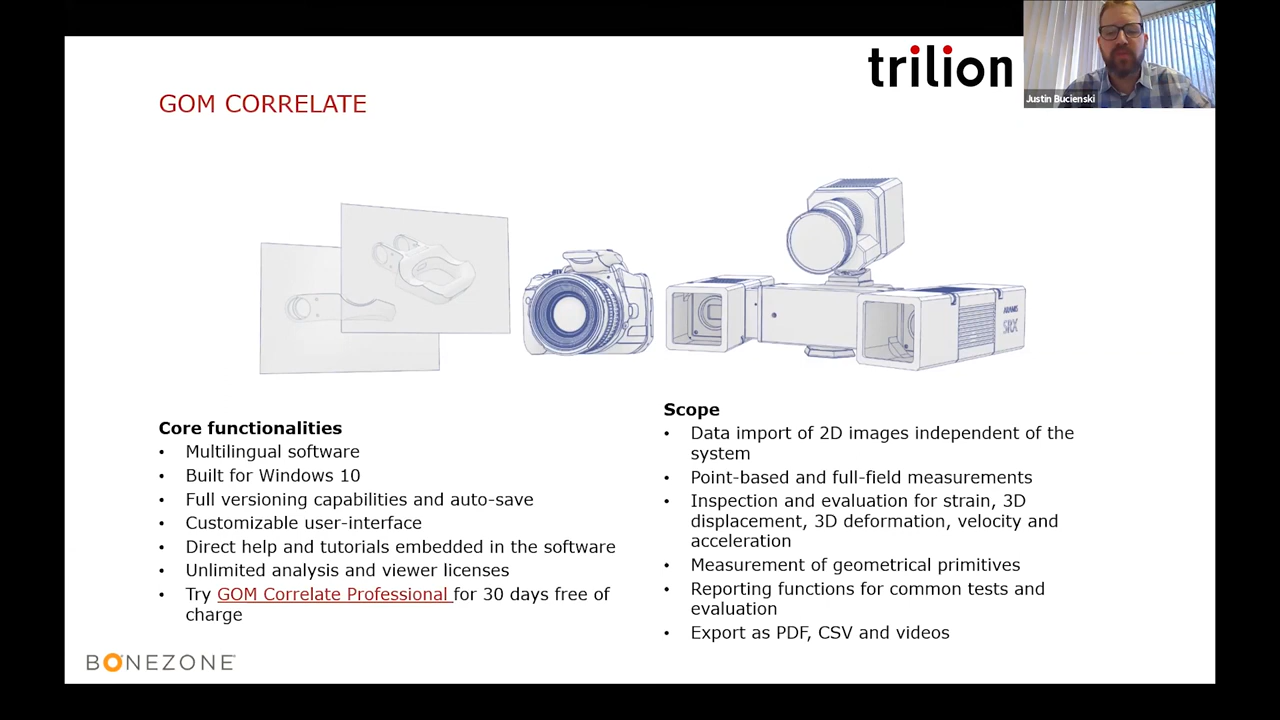 trilion
Justin Bucienski
GOM CORRELATE
ARAMIS
SRX
Core functionalities
• Multilingual software
• Built for Windows 10
• Full versioning capabilities and auto-save
• Customizable user-interface
• Direct help and tutorials embedded in the software
• Unlimited analysis and viewer licenses
• Try GOM Correlate Professional for 30 days free of
charge
Scope
• Data import of 2D images independent of the
system
• Point-based and full-field measurements
• Inspection and evaluation for strain, 3D
displacement, 3D deformation, velocity and
acceleration
• Measurement of geometrical primitives
• Reporting functions for common tests and
evaluation
• Export as PDF, CSV and videos
BONEZONE